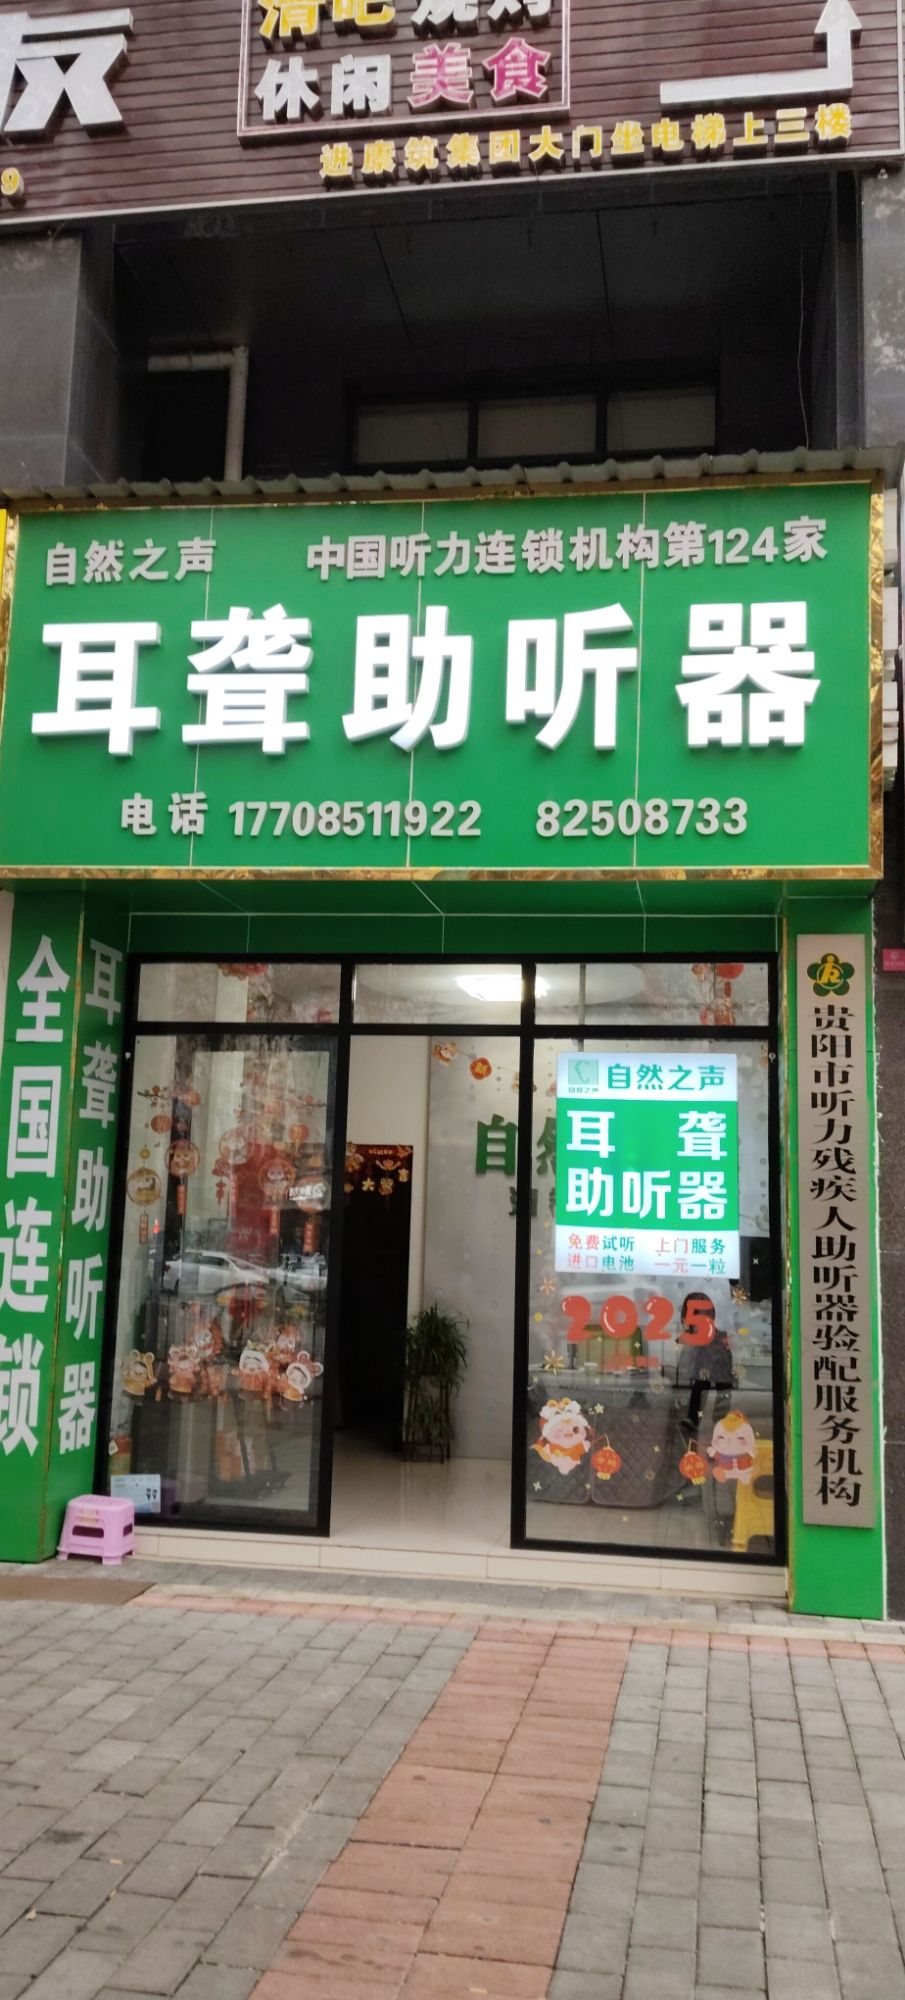 清吧 烧烤
休闲美食
进康筑集团大门坐电梯上三楼
9
自然之声 中国听力连锁机构第124家
耳聋助听器
电话 17708511922 82508733
全国连锁
耳聋助听器
自然之声
耳聋
助听器
免费试听 上门服务
进口电池 一元一粒
2025
贵阳市听力残疾人助听器验配服务机构